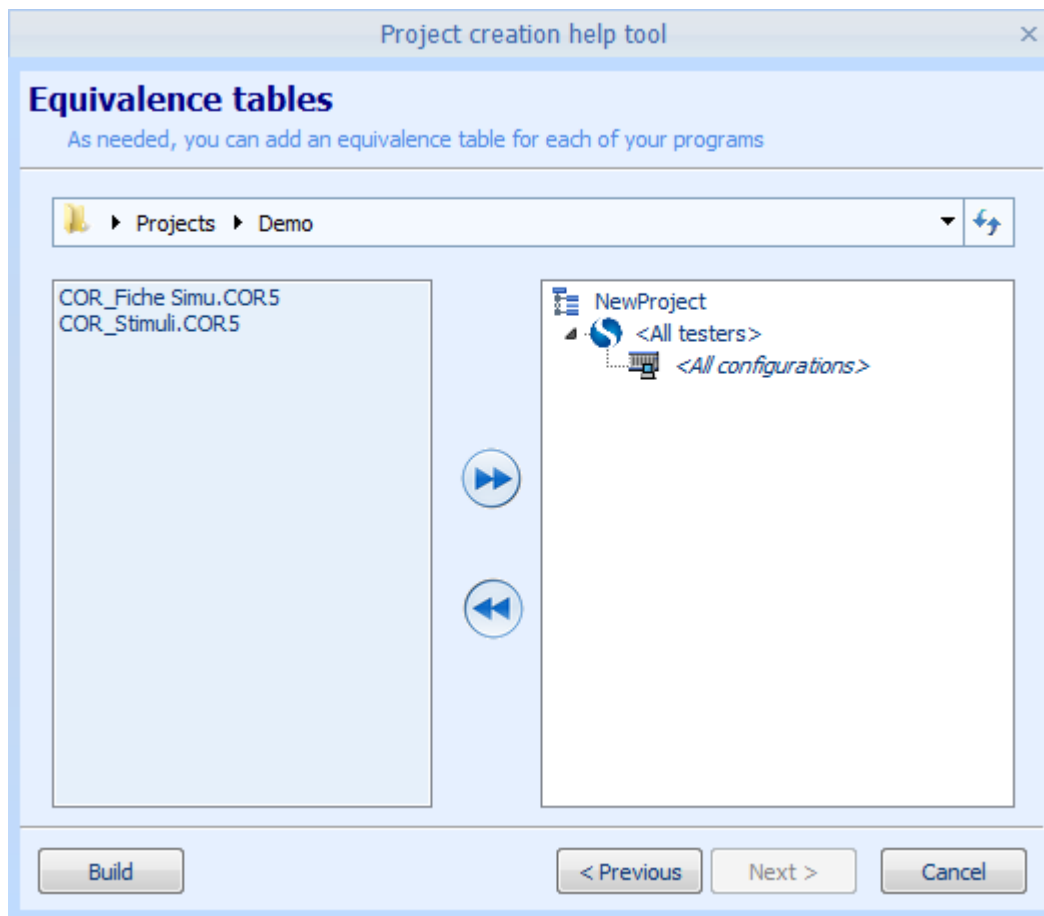 Project creation help tool
Equivalence tables
As needed, you can add an equivalence table for each of your programs
Projects Demo
COR_Fiche Simu.COR5
COR_Stimuli.COR5
NewProject
<All testers>
<All configurations>
Build
< Previous
Next >
Cancel